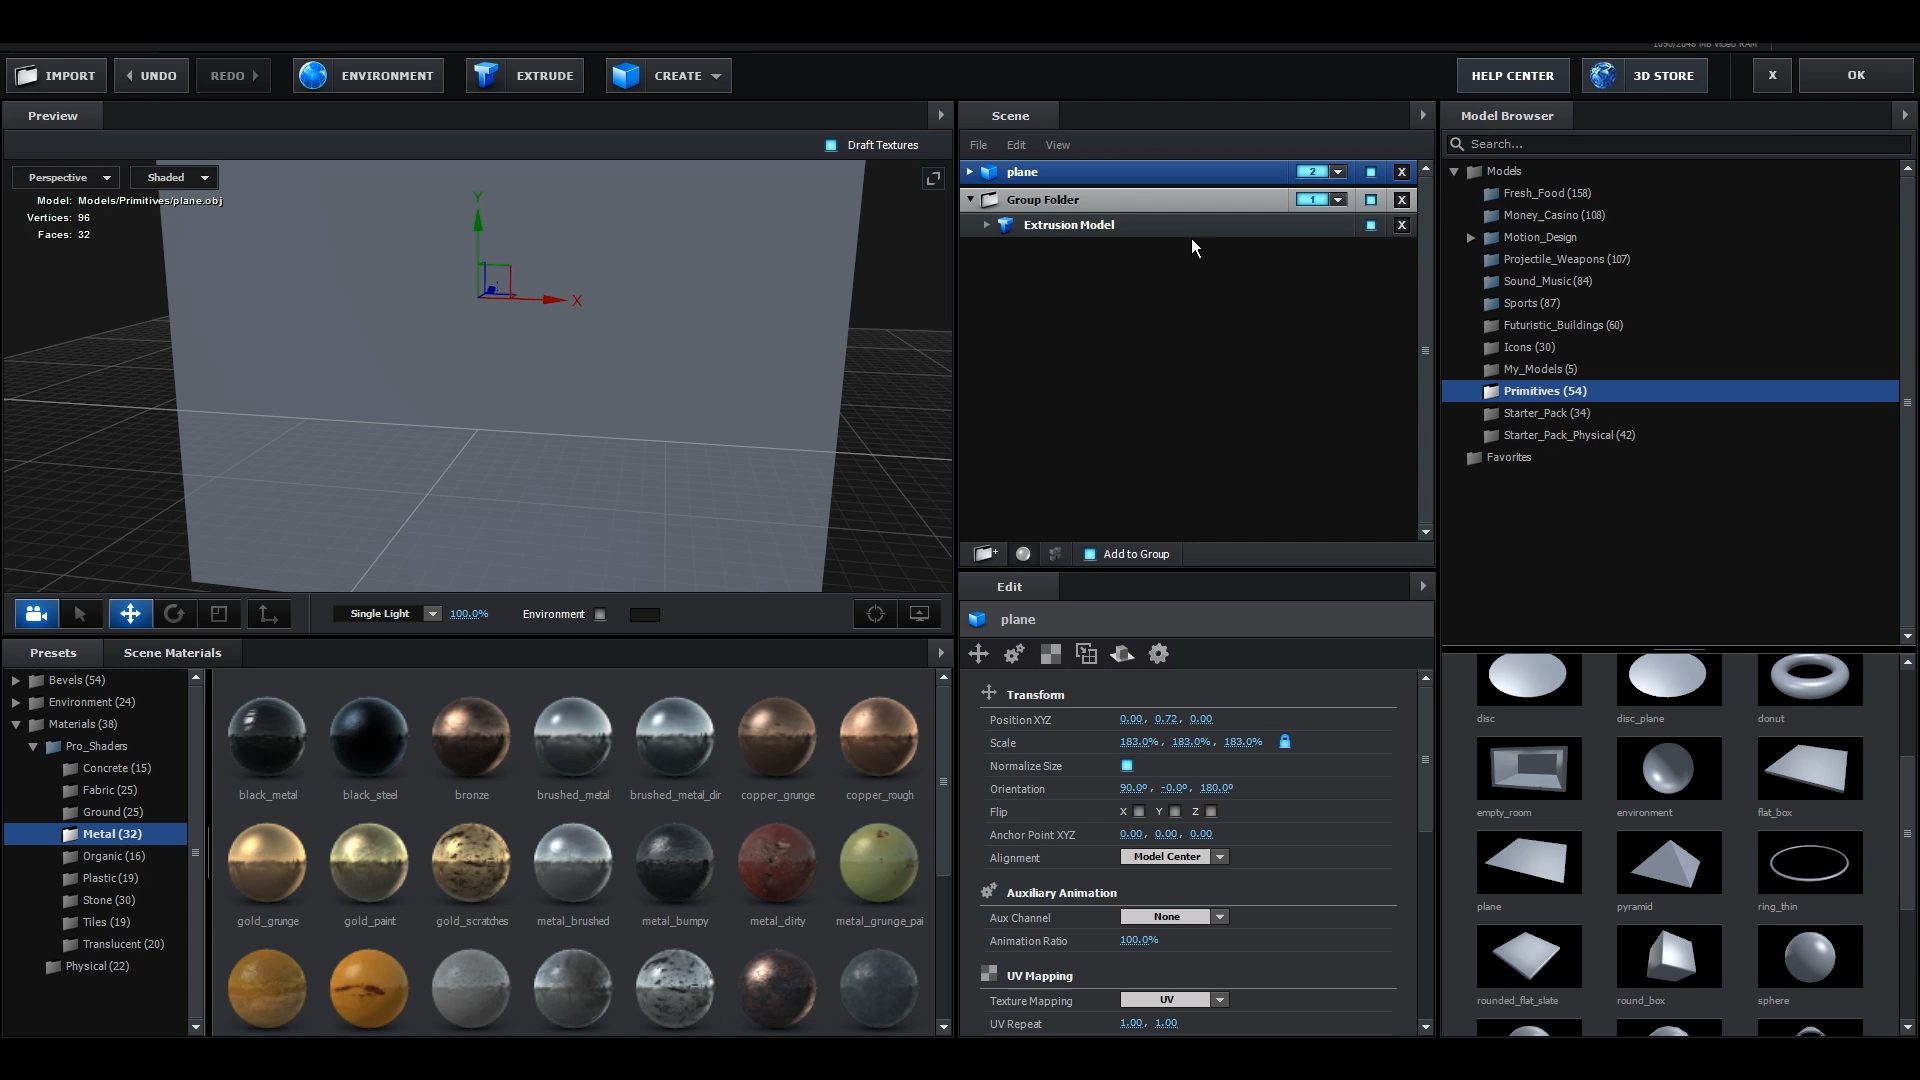 1090/2048 MB Video RAM
IMPORT UNDO REDO ENVIRONMENT EXTRUDE CREATE HELP CENTER 3D STORE X OK
Preview
Draft Textures
Perspective Shaded
Model: Models/Primitives/plane.obj
Vertices: 96
Faces: 32
Y
X
Single Light 100.0% Environment
Scene
File Edit View
plane 2 X
Group Folder 1 X
Extrusion Model X
Add to Group
Model Browser
Search...
Models
Fresh_Food (158)
Money_Casino (108)
Motion_Design
Projectile_Weapons (107)
Sound_Music (84)
Sports (87)
Futuristic_Buildings (60)
Icons (30)
My_Models (5)
Primitives (54)
Starter_Pack (34)
Starter_Pack_Physical (42)
Favorites
Presets Scene Materials
Bevels (54)
Environment (24)
Materials (38)
Pro_Shaders
Concrete (15)
Fabric (25)
Ground (25)
Metal (32)
Organic (16)
Plastic (19)
Stone (30)
Tiles (19)
Translucent (20)
Physical (22)
black_metal black_steel bronze brushed_metal brushed_metal_dir copper_grunge copper_rough
gold_grunge gold_paint gold_scratches metal_brushed metal_bumpy metal_dirty metal_grunge_pai
Edit
plane
Transform
Position XYZ 0.00, 0.72, 0.00
Scale 183.0%, 183.0%, 183.0%
Normalize Size
Orientation 90.0°, -0.0°, 180.0°
Flip X Y Z
Anchor Point XYZ 0.00, 0.00, 0.00
Alignment Model Center
Auxiliary Animation
Aux Channel None
Animation Ratio 100.0%
UV Mapping
Texture Mapping UV
UV Repeat 1.00, 1.00
disc disc_plane donut
empty_room environment flat_box
plane pyramid ring_thin
rounded_flat_slate round_box sphere